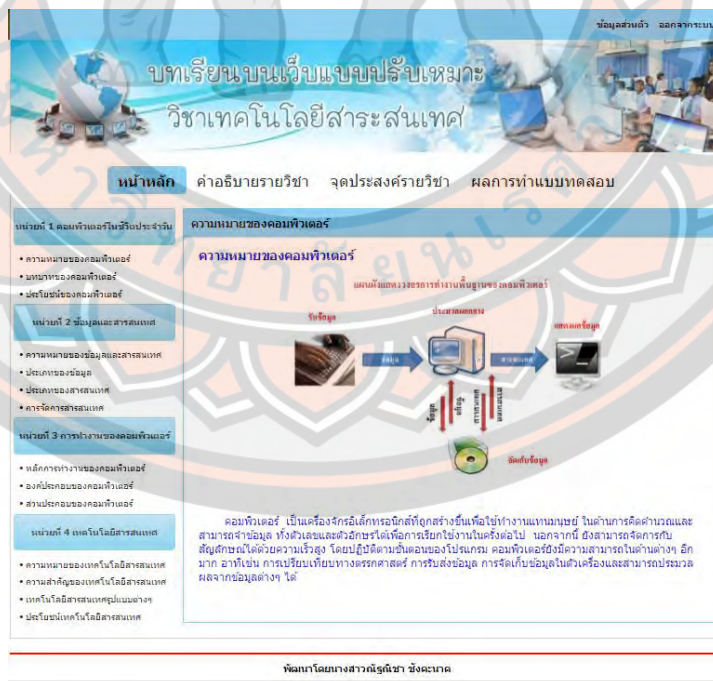 ข้อมูลส่วนตัว ออกจากระบบ
บทเรียนบนเว็บแบบปรับเหมาะ
วิชาเทคโนโลยีสาระสนเทศ
หน้าหลัก คำอธิบายรายวิชา จุดประสงค์รายวิชา ผลการทำแบบทดสอบ
หน่วยที่ 1 คอมพิวเตอร์ในชีวิตประจำวัน
• ความหมายของคอมพิวเตอร์
• บทบาทของคอมพิวเตอร์
• ประโยชน์ของคอมพิวเตอร์
หน่วยที่ 2 ข้อมูลและสารสนเทศ
• ความหมายของข้อมูลและสารสนเทศ
• ประเภทของข้อมูล
• ประเภทของสารสนเทศ
• การจัดการสารสนเทศ
หน่วยที่ 3 การทำงานของคอมพิวเตอร์
• หลักการทำงานของคอมพิวเตอร์
• องค์ประกอบของคอมพิวเตอร์
• ส่วนประกอบของคอมพิวเตอร์
หน่วยที่ 4 เทคโนโลยีสารสนเทศ
• ความหมายของเทคโนโลยีสารสนเทศ
• ความสำคัญของเทคโนโลยีสารสนเทศ
• เทคโนโลยีสารสนเทศรูปแบบต่างๆ
• ประโยชน์เทคโนโลยีสารสนเทศ
ความหมายของคอมพิวเตอร์
ความหมายของคอมพิวเตอร์
แผนผังแสดงวงจรการทำงานพื้นฐานของคอมพิวเตอร์
รับข้อมูล
ประมวลผลกลาง
แสดงผลข้อมูล
ข้อมูล
สารสนเทศ
ข้อมูล
ข้อมูล
สารสนเทศ
สารสนเทศ
จัดเก็บข้อมูล
คอมพิวเตอร์ เป็นเครื่องจักรอิเล็กทรอนิกส์ที่ถูกสร้างขึ้นเพื่อใช้ทำงานแทนมนุษย์ ในด้านการคิดคำนวณและ
สามารถจำข้อมูล ทั้งตัวเลขและตัวอักษรได้เพื่อการเรียกใช้งานในครั้งต่อไป นอกจากนี้ ยังสามารถจัดการกับ
สัญลักษณ์ได้ด้วยความเร็วสูง โดยปฏิบัติตามขั้นตอนของโปรแกรม คอมพิวเตอร์ยังมีความสามารถในด้านต่างๆ อีก
มาก อาทิเช่น การเปรียบเทียบทางตรรกศาสตร์ การรับส่งข้อมูล การจัดเก็บข้อมูลในตัวเครื่องและสามารถประมวล
ผลจากข้อมูลต่างๆ ได้
พัฒนาโดยนางสาวณัฐณิชา ชังคะนาค